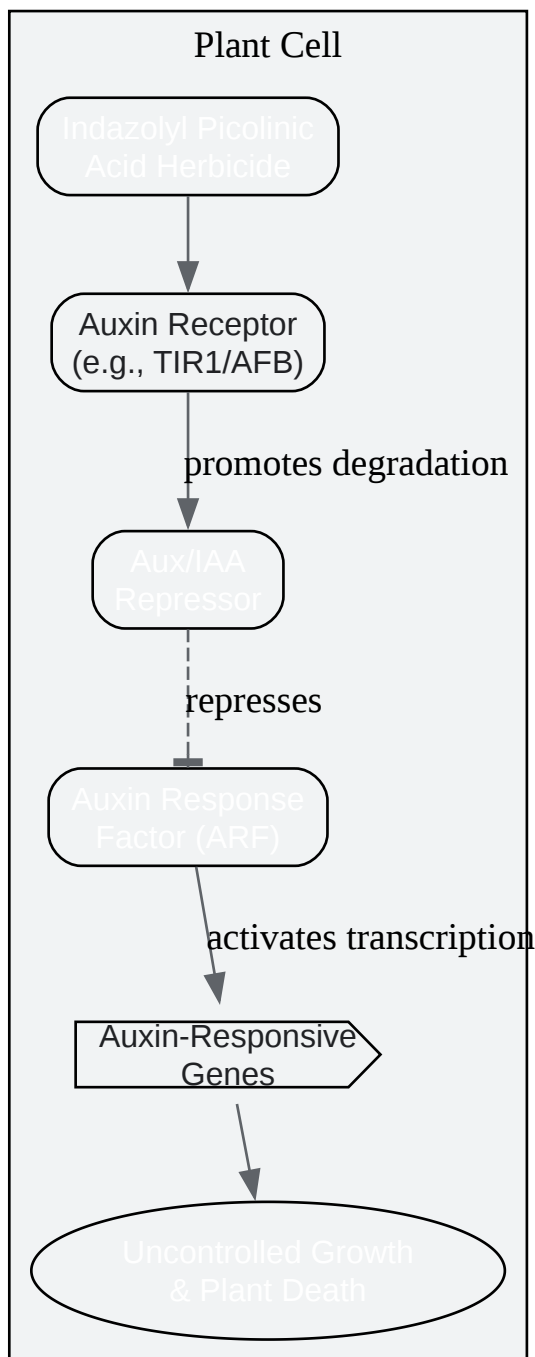 Plant Cell
Indazolyl Picolinic
Acid Herbicide
Auxin Receptor
(e.g., TIR1/AFB)
promotes degradation
Aux/IAA
Repressor
represses
Auxin Response
Factor (ARF)
activates transcription
Auxin-Responsive
Genes
Uncontrolled Growth
& Plant Death